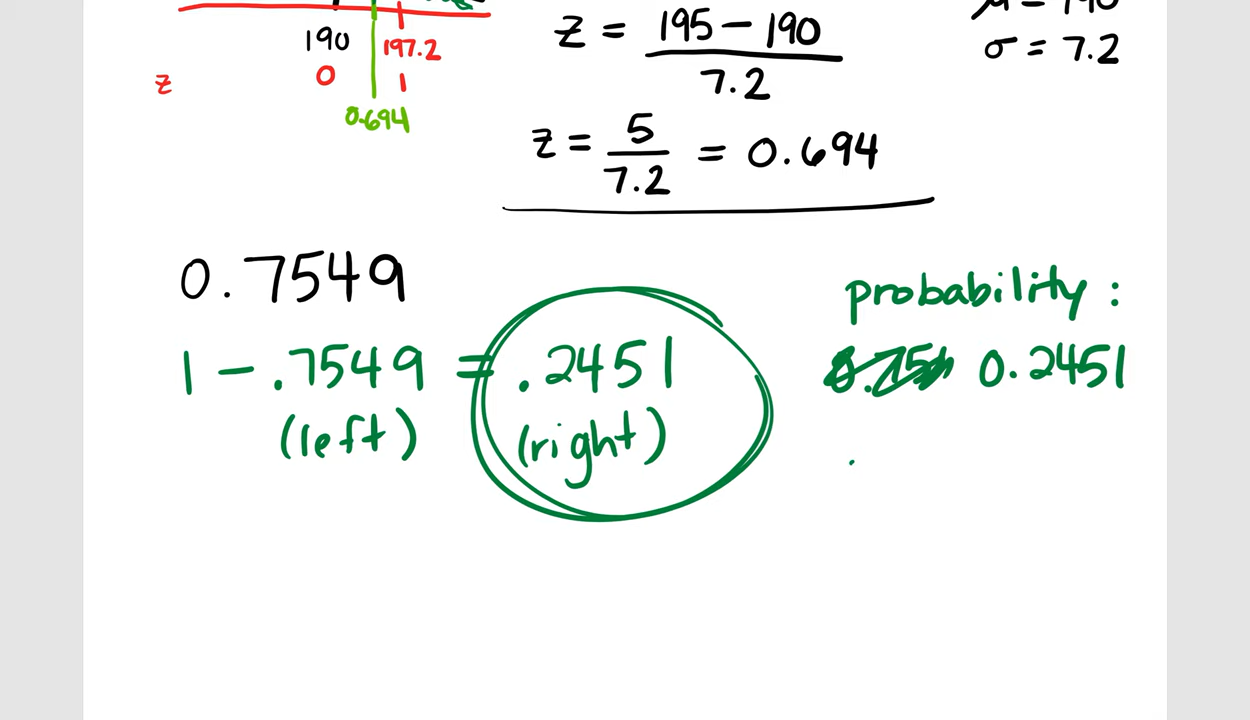 190 197.2
z 0 1
0.694
z = 195 - 190
7.2
z = 5
7.2
= 0.694
σ = 7.2
0.7549
1 - .7549 = .2451
(left) (right)
probability :
0.2451